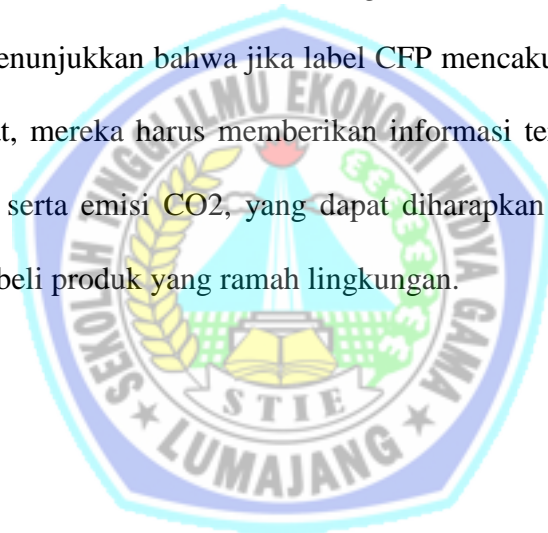 enunjukkan bahwa jika label CFP mencaku
t, mereka harus memberikan informasi te
serta emisi CO2, yang dapat diharapkan
beli produk yang ramah lingkungan.
SEKOLAH TINGGI ILMU EKONOMI WIDYA GAMA
STIE
LUMAJANG